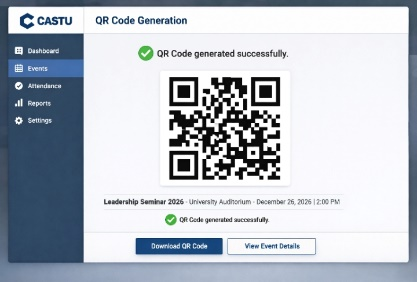 CASTU
QR Code Generation
Dashboard
Events
Attendance
Reports
Settings
QR Code generated successfully.
Leadership Seminar 2026 - University Auditorium - December 26, 2026 | 2:00 PM
QR Code generated successfully.
Download QR Code
View Event Details